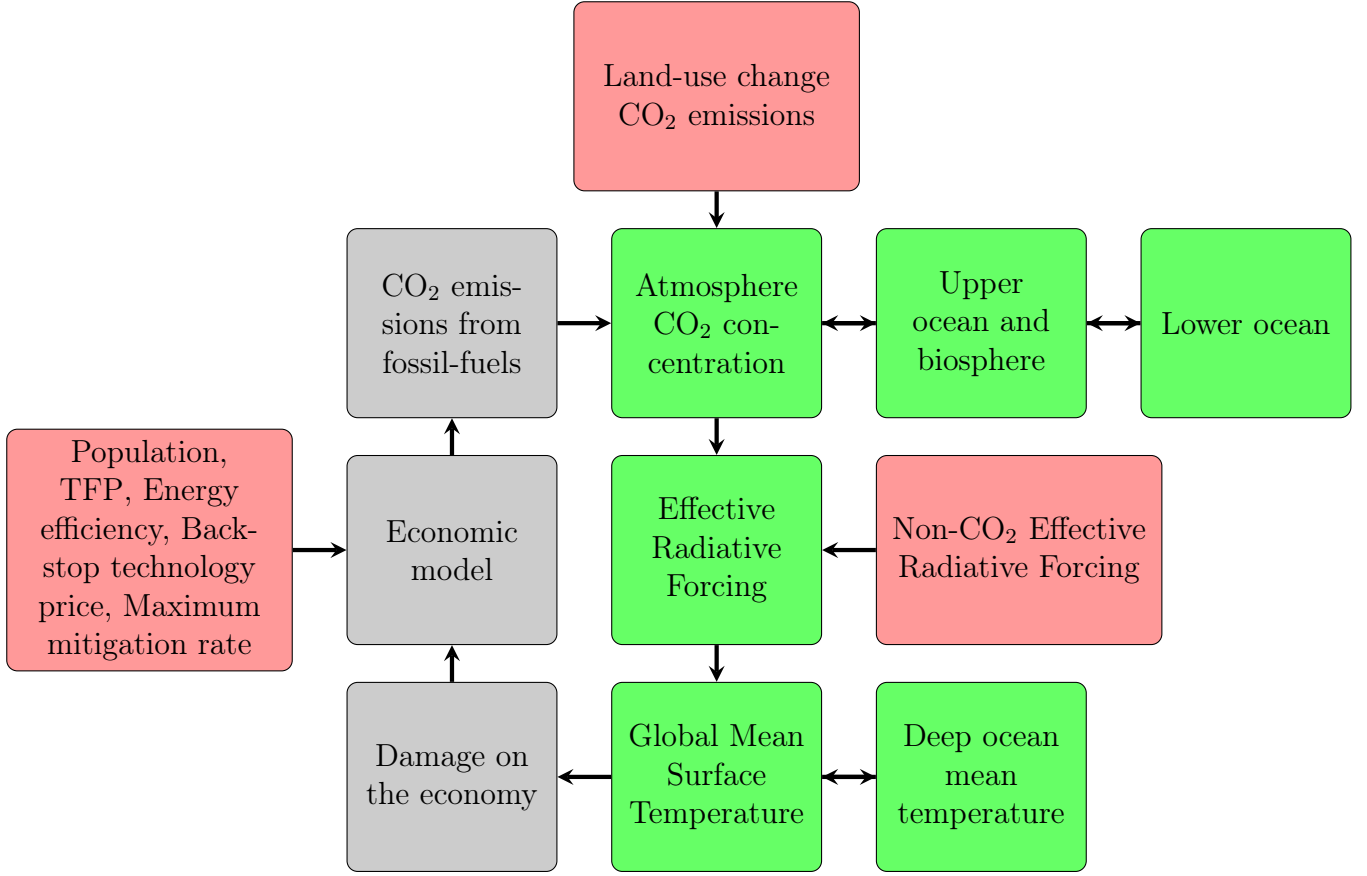 Land-use change
CO₂ emissions
CO₂ emis-
sions from
fossil-fuels
Atmosphere
CO₂ con-
centration
Upper
ocean and
biosphere
Lower ocean
Population,
TFP, Energy
efficiency, Back-
stop technology
price, Maximum
mitigation rate
Economic
model
Effective
Radiative
Forcing
Non-CO₂ Effective
Radiative Forcing
Damage on
the economy
Global Mean
Surface
Temperature
Deep ocean
mean
temperature